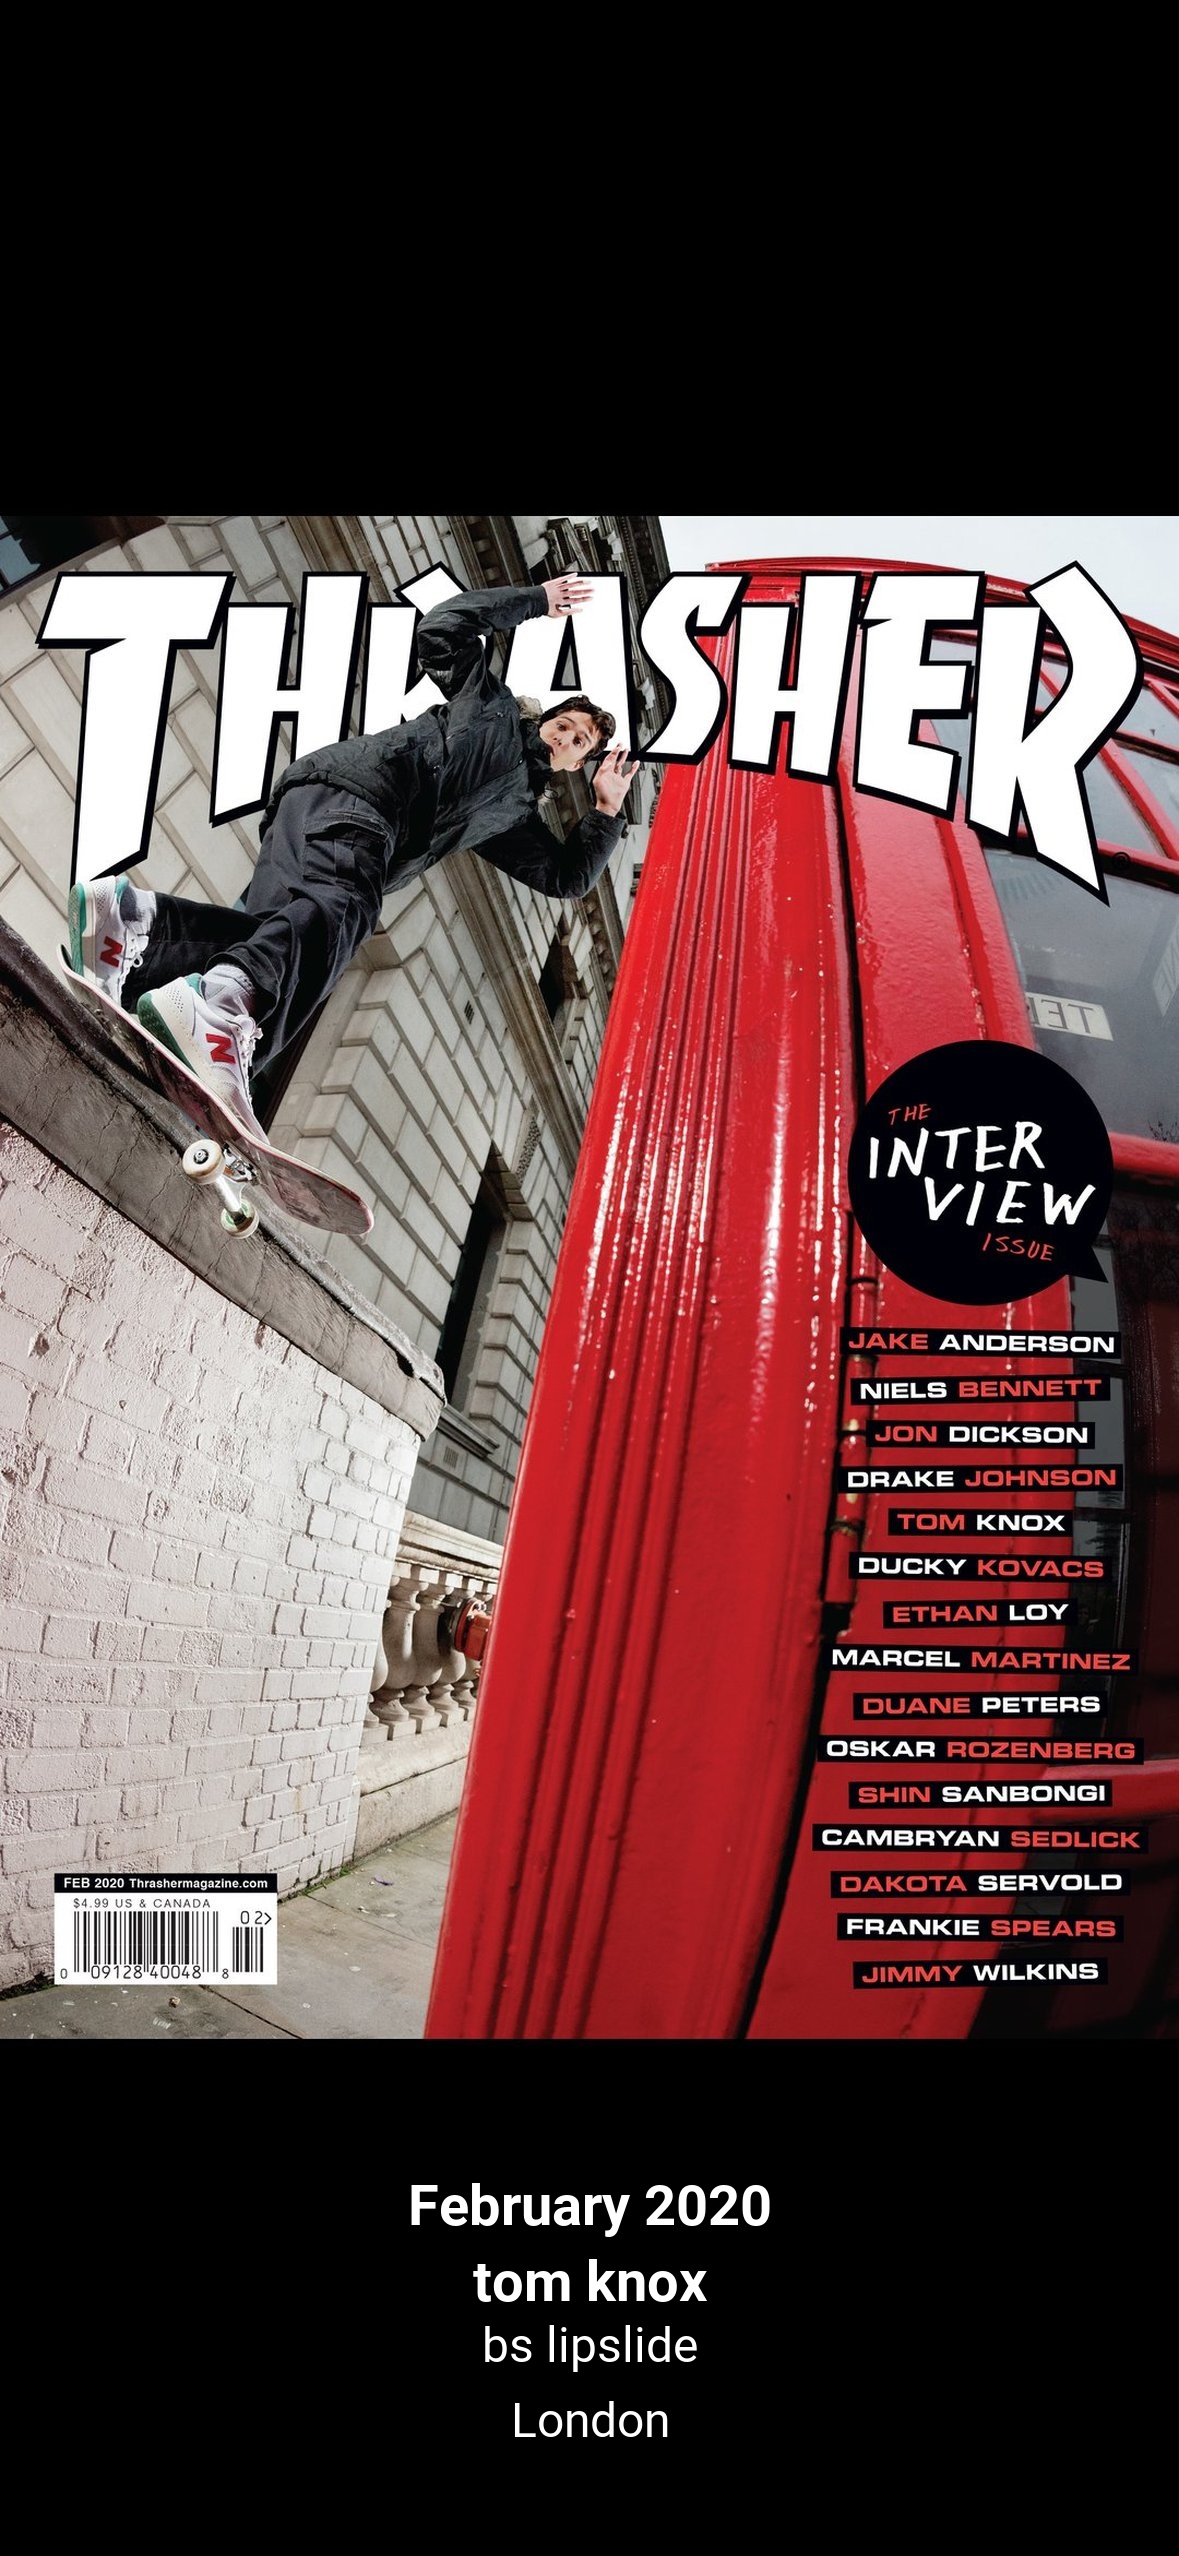 THRASHER
N
N
TEL
THE
INTER
VIEW
ISSUE
JAKE ANDERSON
NIELS BENNETT
JON DICKSON
DRAKE JOHNSON
TOM KNOX
DUCKY KOVACS
ETHAN LOY
MARCEL MARTINEZ
DUANE PETERS
OSKAR ROZENBERG
SHIN SANBONGI
CAMBRYAN SEDLICK
DAKOTA SERVOLD
FRANKIE SPEARS
JIMMY WILKINS
FEB 2020 Thrashermagazine.com
$4.99 US & CANADA
02>
0 09128 40048 8
February 2020
tom knox
bs lipslide
London